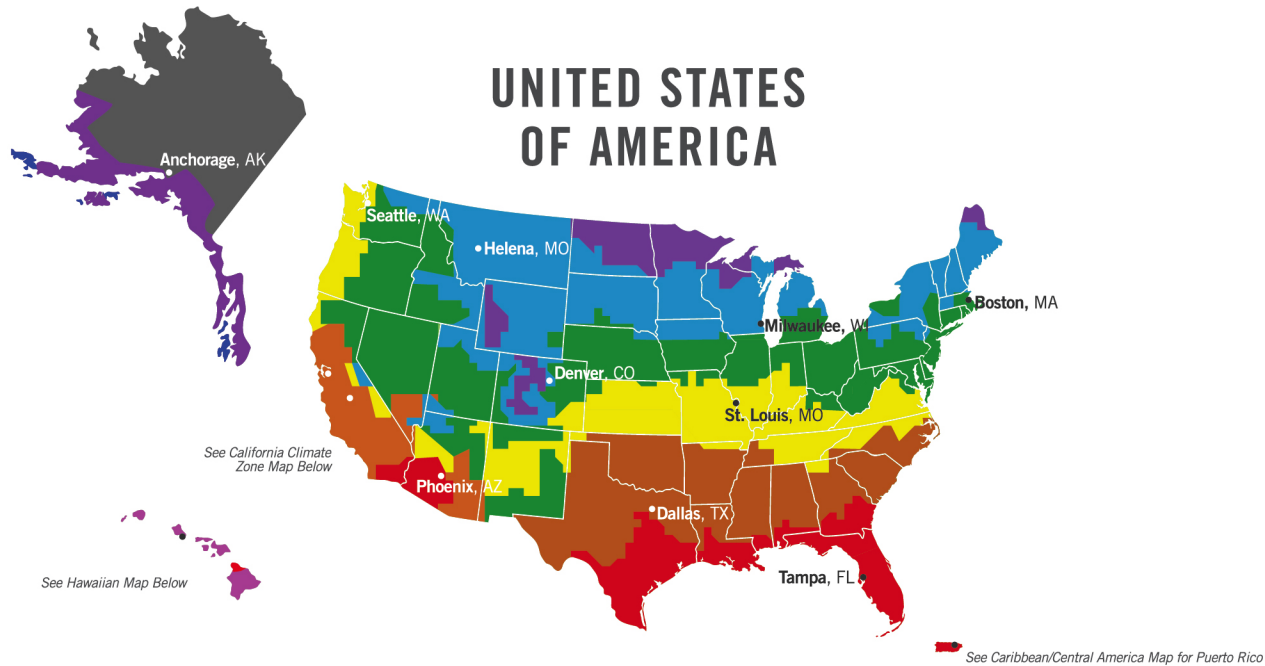 UNITED STATES
OF AMERICA
Anchorage, AK
Seattle, WA
Helena, MO
Boston, MA
Milwaukee, WI
Denver, CO
St. Louis, MO
See California Climate
Zone Map Below
Phoenix, AZ
Dallas, TX
See Hawaiian Map Below
Tampa, FL
See Caribbean/Central America Map for Puerto Rico